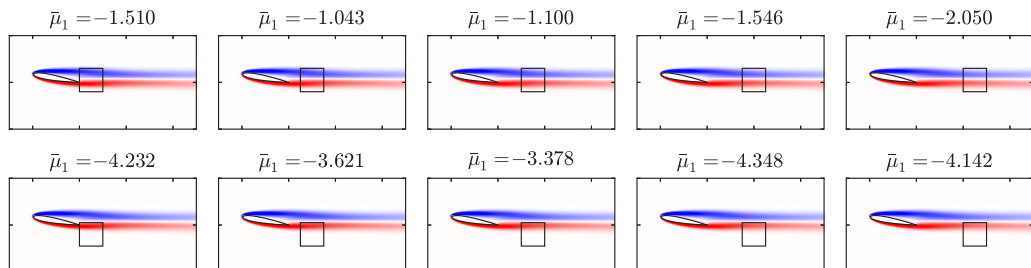 μ̄₁ =−1.510 μ̄₁ =−1.043 μ̄₁ =−1.100 μ̄₁ =−1.546 μ̄₁ =−2.050
μ̄₁ =−4.232 μ̄₁ =−3.621 μ̄₁ =−3.378 μ̄₁ =−4.348 μ̄₁ =−4.142